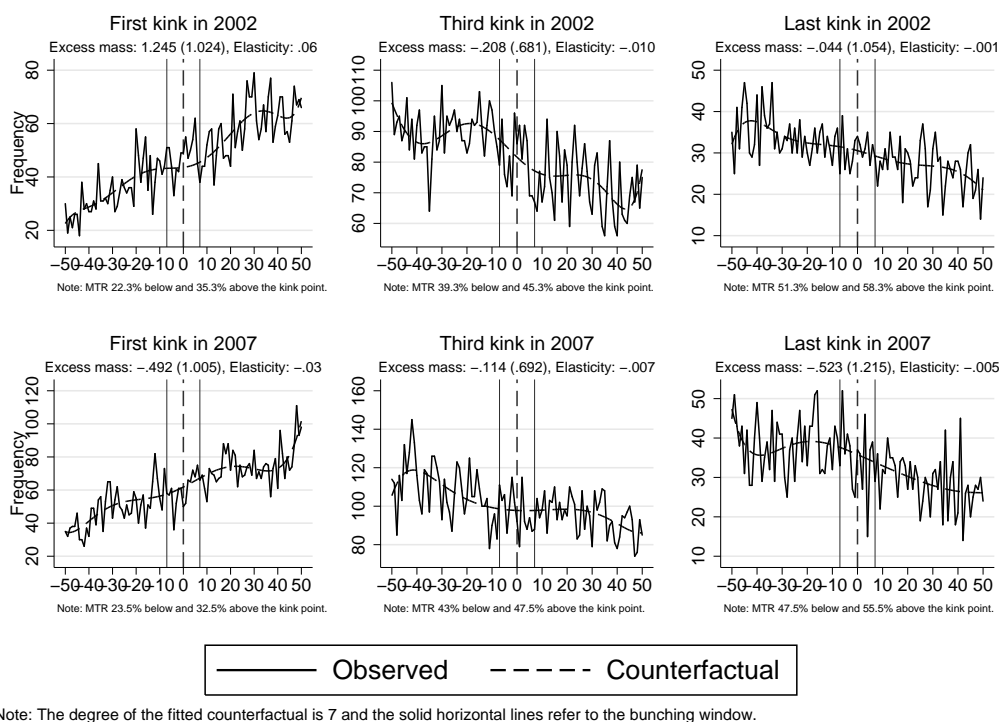 First kink in 2002
Excess mass: 1.245 (1.024), Elasticity: .06
Frequency
20 40 60 80
−50 −40 −30 −20 −10 0 10 20 30 40 50
Note: MTR 22.3% below and 35.3% above the kink point.
Third kink in 2002
Excess mass: −.208 (.681), Elasticity: −.010
60 70 80 90 100 110
−50 −40 −30 −20 −10 0 10 20 30 40 50
Note: MTR 39.3% below and 45.3% above the kink point.
Last kink in 2002
Excess mass: −.044 (1.054), Elasticity: −.001
10 20 30 40 50
−50 −40 −30 −20 −10 0 10 20 30 40 50
Note: MTR 51.3% below and 58.3% above the kink point.
First kink in 2007
Excess mass: −.492 (1.005), Elasticity: −.03
Frequency
20 40 60 80 100 120
−50 −40 −30 −20 −10 0 10 20 30 40 50
Note: MTR 23.5% below and 32.5% above the kink point.
Third kink in 2007
Excess mass: −.114 (.692), Elasticity: −.007
80 100 120 140 160
−50 −40 −30 −20 −10 0 10 20 30 40 50
Note: MTR 43% below and 47.5% above the kink point.
Last kink in 2007
Excess mass: −.523 (1.215), Elasticity: −.005
10 20 30 40 50
−50 −40 −30 −20 −10 0 10 20 30 40 50
Note: MTR 47.5% below and 55.5% above the kink point.
Observed
Counterfactual
Note: The degree of the fitted counterfactual is 7 and the solid horizontal lines refer to the bunching window.